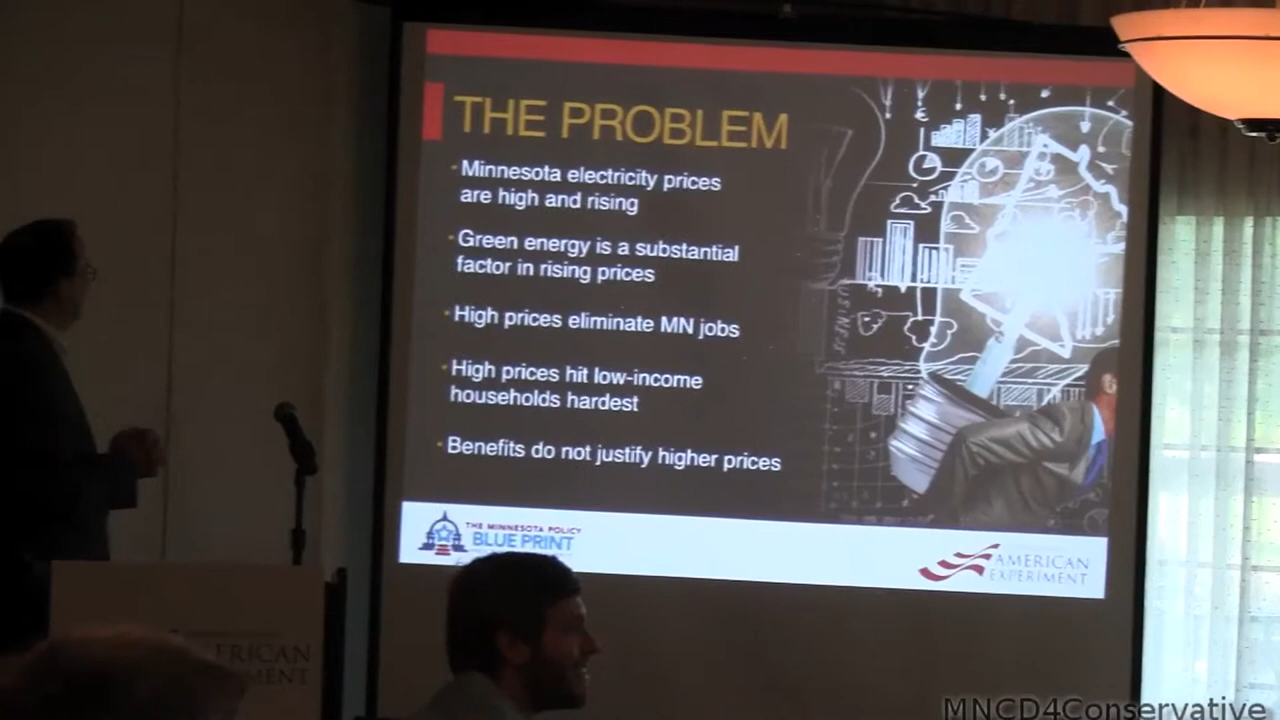 THE PROBLEM
Minnesota electricity prices
are high and rising
Green energy is a substantial
factor in rising prices
High prices eliminate MN jobs
High prices hit low-income
households hardest
Benefits do not justify higher prices
THE MINNESOTA POLICY
BLUE PRINT
AMERICAN
EXPERIMENT
ERICAN
MENT
MNCD4Conservative